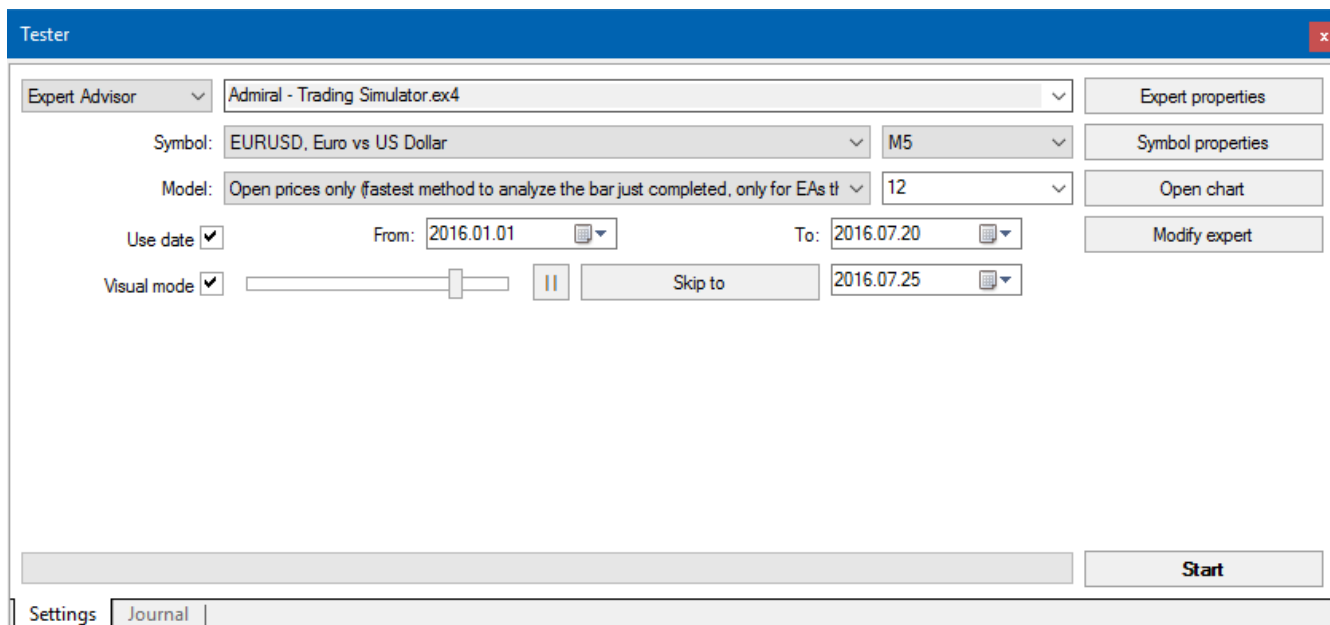 Tester
x
Expert Advisor Admiral - Trading Simulator.ex4 Expert properties
Symbol: EURUSD, Euro vs US Dollar M5 Symbol properties
Model: Open prices only (fastest method to analyze the bar just completed, only for EAs th 12 Open chart
Use date From: 2016.01.01 To: 2016.07.20 Modify expert
Visual mode Skip to 2016.07.25
Start
Settings Journal